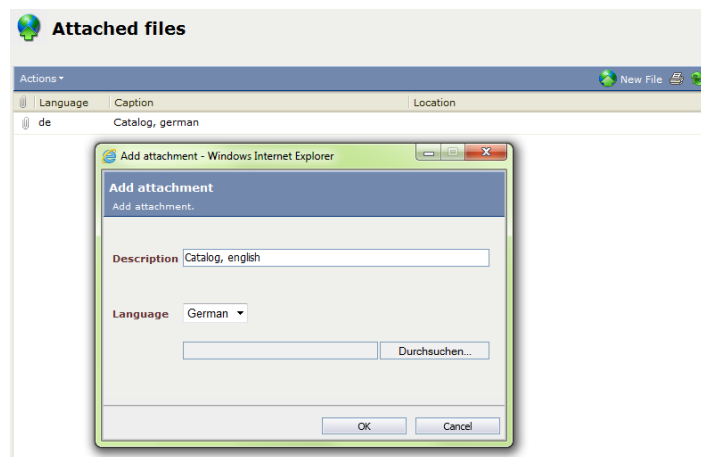 Attached files
Actions
New File
Language Caption Location
de Catalog, german
Add attachment - Windows Internet Explorer
Add attachment
Add attachment.
Description Catalog, english
Language German
Durchsuchen...
OK Cancel